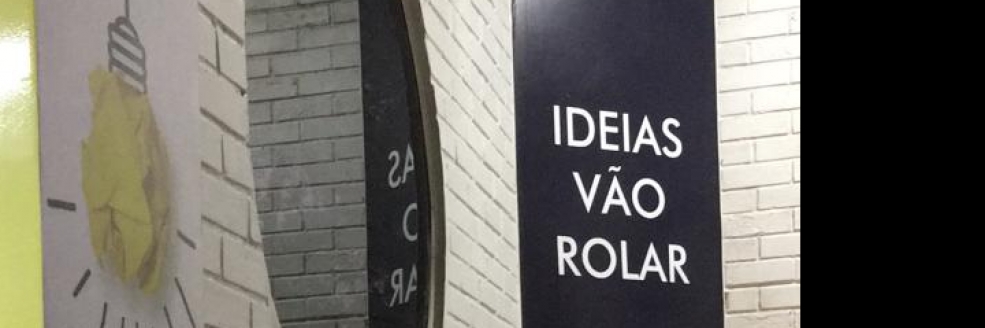 IDEIAS
VÃO
ROLAR